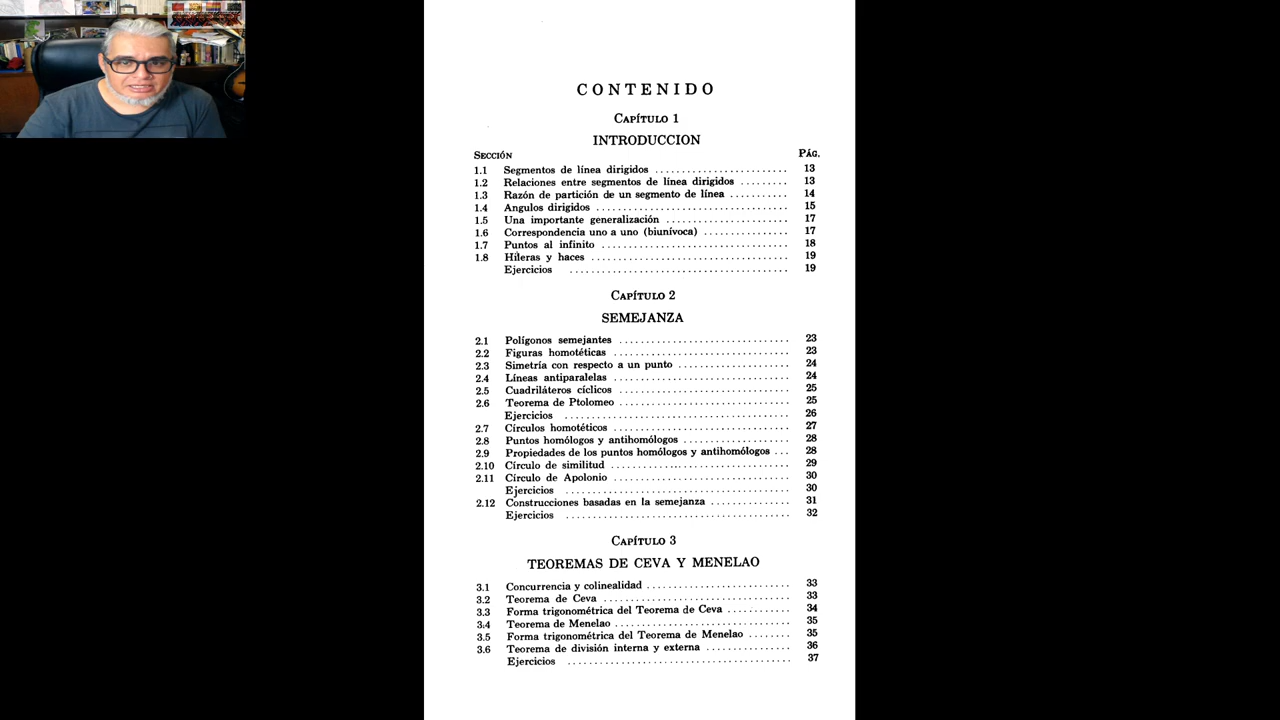 CONTENIDO
CAPÍTULO 1
INTRODUCCION
SECCIÓN PÁG.
1.1 Segmentos de línea dirigidos 13
1.2 Relaciones entre segmentos de línea dirigidos 13
1.3 Razón de partición de un segmento de línea 14
1.4 Angulos dirigidos 15
1.5 Una importante generalización 17
1.6 Correspondencia uno a uno (biunívoca) 17
1.7 Puntos al infinito 18
1.8 Hileras y haces 19
Ejercicios 19
CAPÍTULO 2
SEMEJANZA
2.1 Polígonos semejantes 23
2.2 Figuras homotéticas 23
2.3 Simetría con respecto a un punto 24
2.4 Líneas antiparalelas 24
2.5 Cuadriláteros cíclicos 25
2.6 Teorema de Ptolomeo 25
Ejercicios 26
2.7 Círculos homotéticos 27
2.8 Puntos homólogos y antihomólogos 28
2.9 Propiedades de los puntos homólogos y antihomólogos 28
2.10 Círculo de similitud 29
2.11 Círculo de Apolonio 30
Ejercicios 30
2.12 Construcciones basadas en la semejanza 31
Ejercicios 32
CAPÍTULO 3
TEOREMAS DE CEVA Y MENELAO
3.1 Concurrencia y colinealidad 33
3.2 Teorema de Ceva 33
3.3 Forma trigonométrica del Teorema de Ceva 34
3.4 Teorema de Menelao 35
3.5 Forma trigonométrica del Teorema de Menelao 35
3.6 Teorema de división interna y externa 36
Ejercicios 37